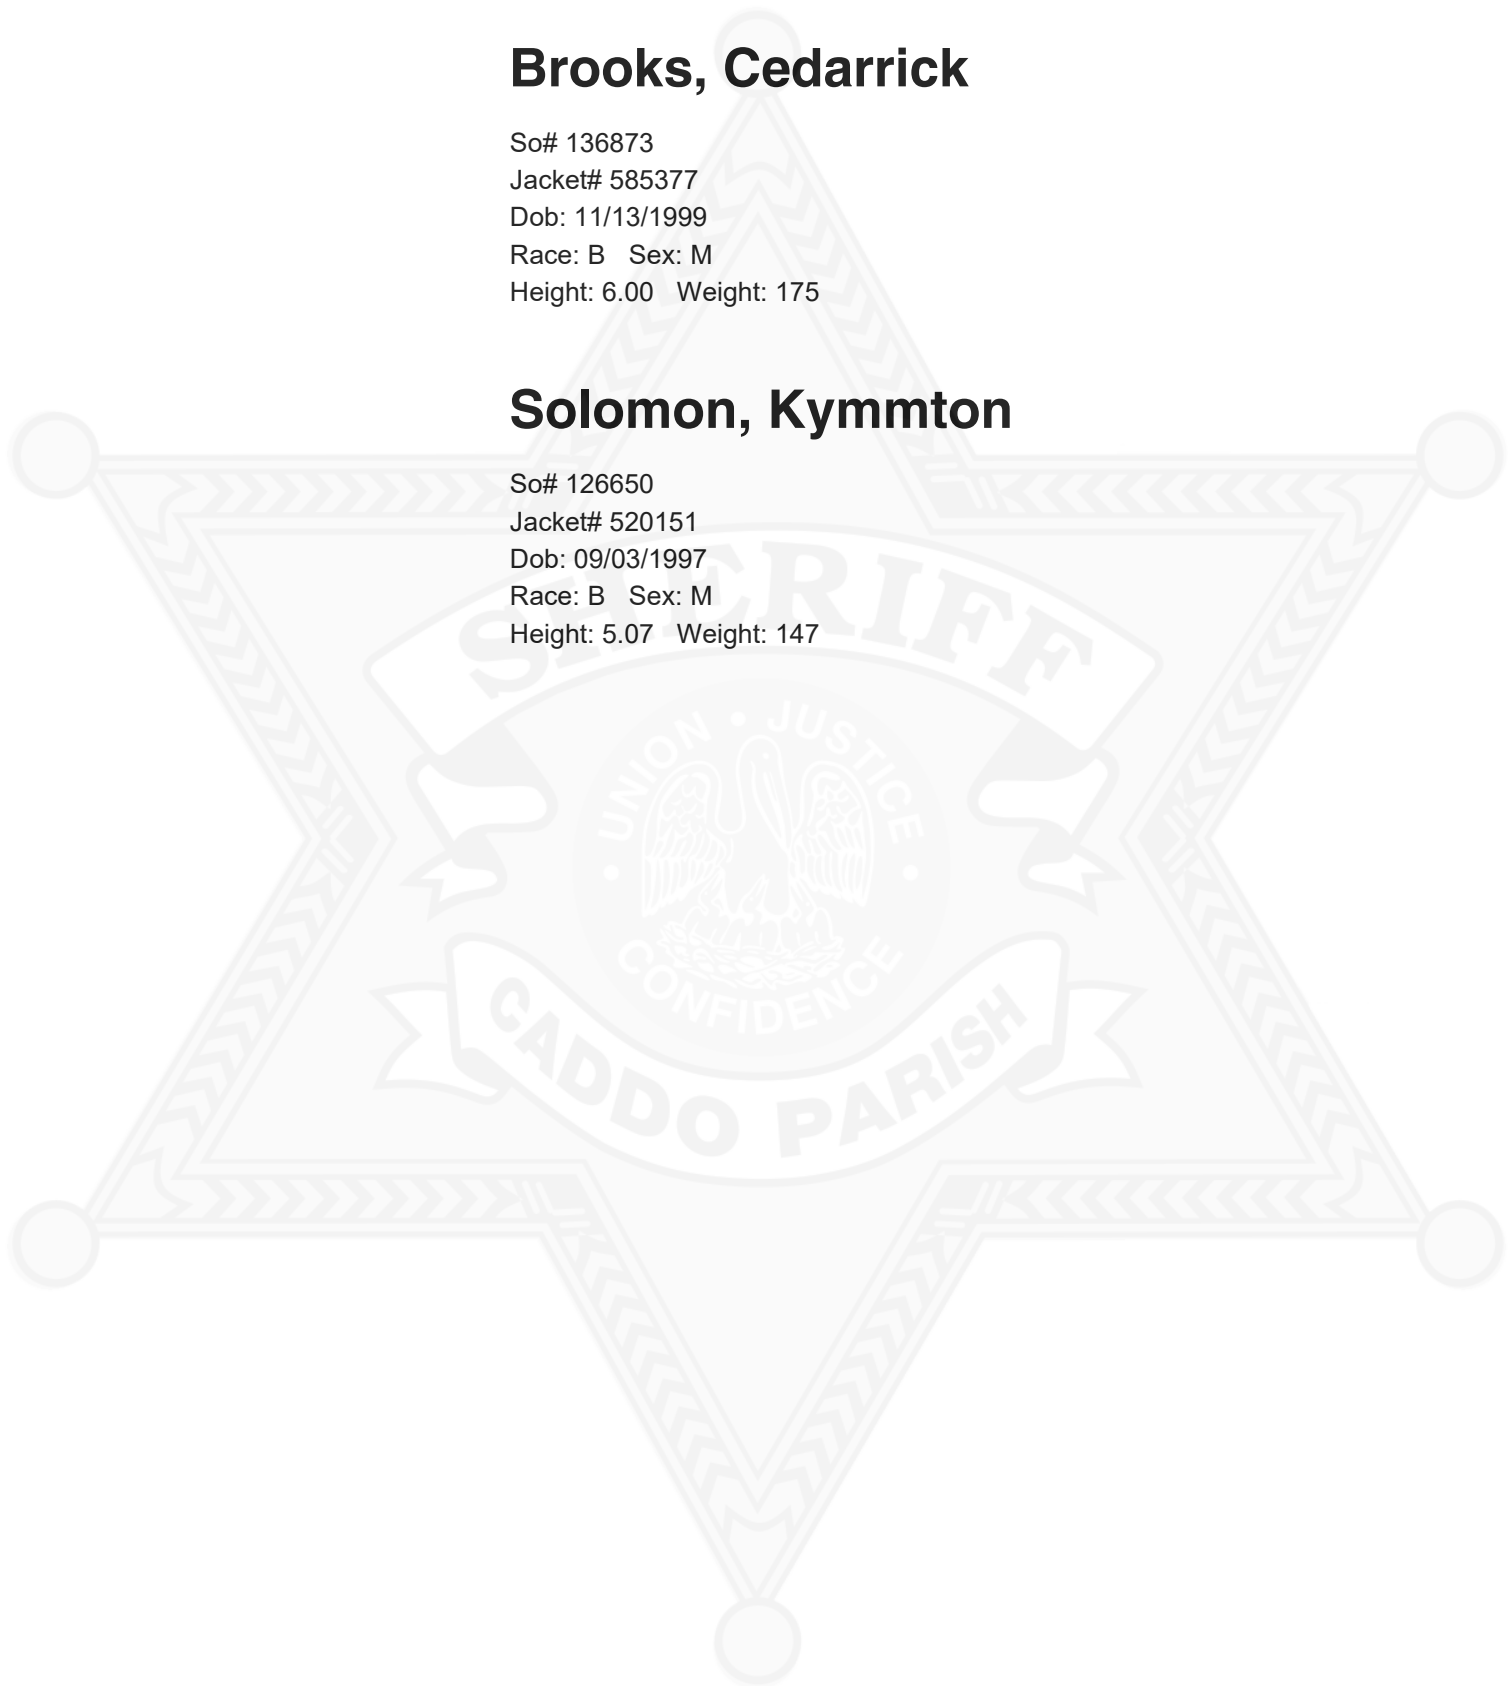 Brooks, Cedarrick
So# 136873
Jacket# 585377
Dob: 11/13/1999
Race: B Sex: M
Height: 6.00 Weight: 175
Solomon, Kymmton
So# 126650
Jacket# 520151
Dob: 09/03/1997
Race: B Sex: M
Height: 5.07 Weight: 147
SHERIFF
UNION • JUSTICE
• CONFIDENCE •
CADDO PARISH